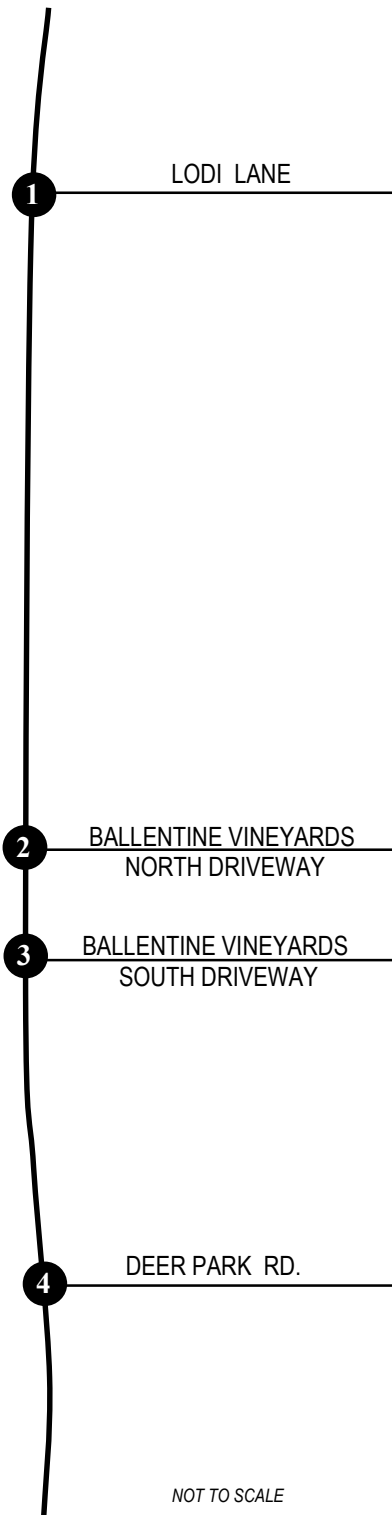 1
LODI LANE
2
BALLENTINE VINEYARDS
NORTH DRIVEWAY
3
BALLENTINE VINEYARDS
SOUTH DRIVEWAY
4
DEER PARK RD.
NOT TO SCALE